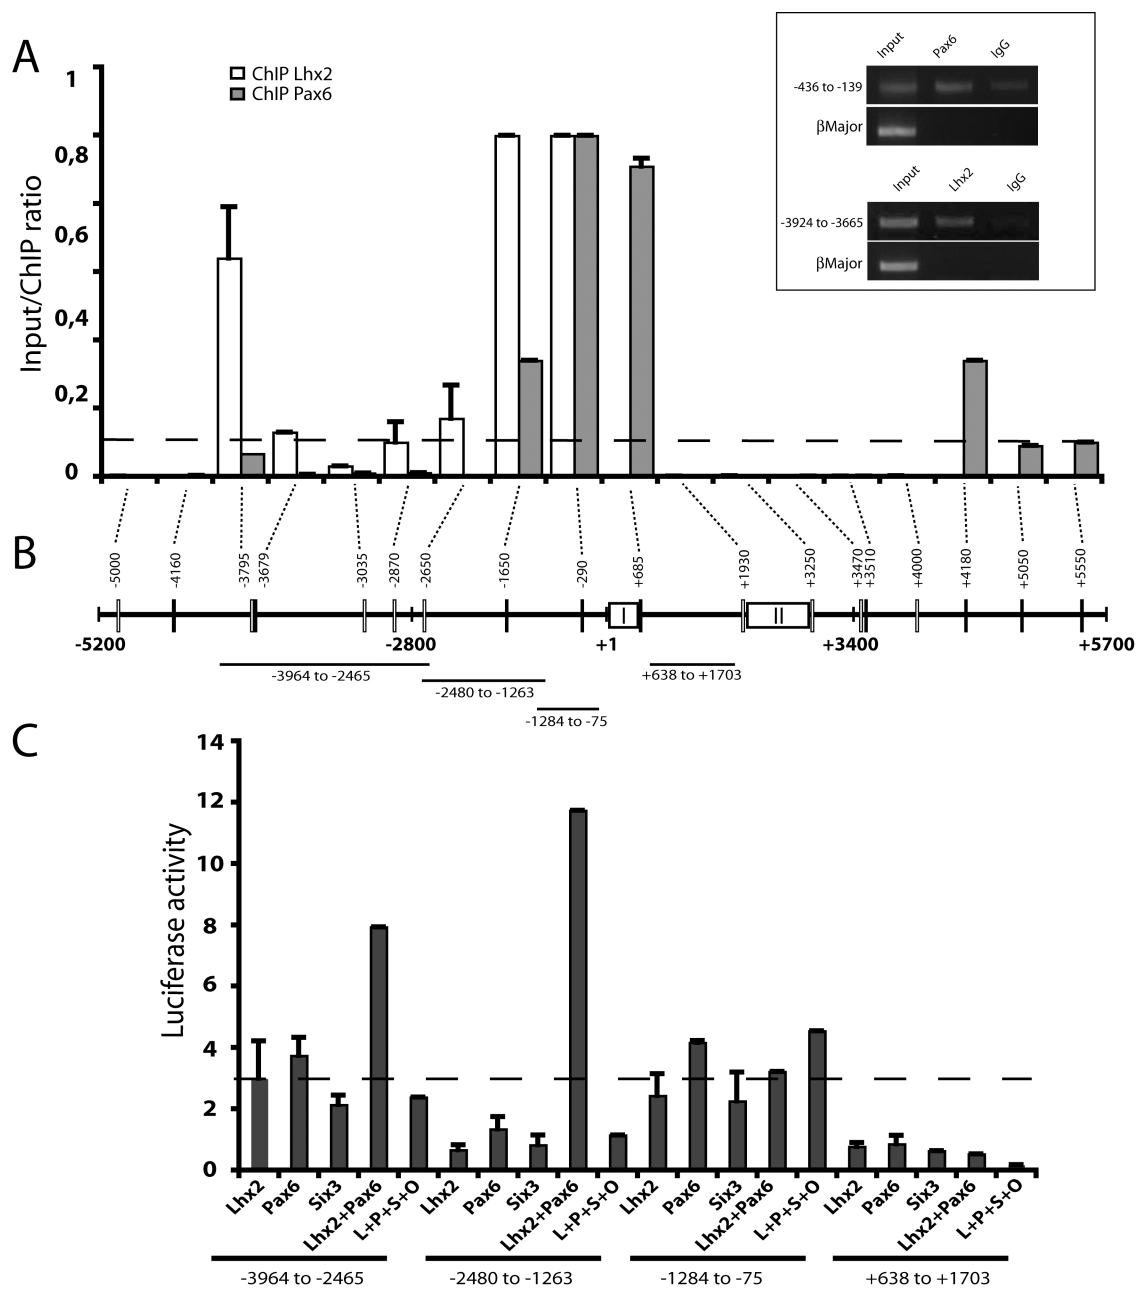 A
ChIP Lhx2
ChIP Pax6
Input/ChIP ratio
1
0,8
0,6
0,4
0,2
0
Input Pax6 IgG
-436 to -139
βMajor
Input Lhx2 IgG
-3924 to -3665
βMajor
B
-5000 -4160 -3795 -3679 -3035 -2870 -2650 -1650 -290 +685 +1930 +3250 +3470 +3510 +4000 +4180 +5050 +5550
I II
-5200 -2800 +1 +3400 +5700
-3964 to -2465
-2480 to -1263
-1284 to -75
+638 to +1703
C
Luciferase activity
14
12
10
8
6
4
2
0
Lhx2 Pax6 Six3 Lhx2+Pax6 L+P+S+O Lhx2 Pax6 Six3 Lhx2+Pax6 L+P+S+O Lhx2 Pax6 Six3 Lhx2+Pax6 L+P+S+O Lhx2 Pax6 Six3 Lhx2+Pax6 L+P+S+O
-3964 to -2465 -2480 to -1263 -1284 to -75 +638 to +1703